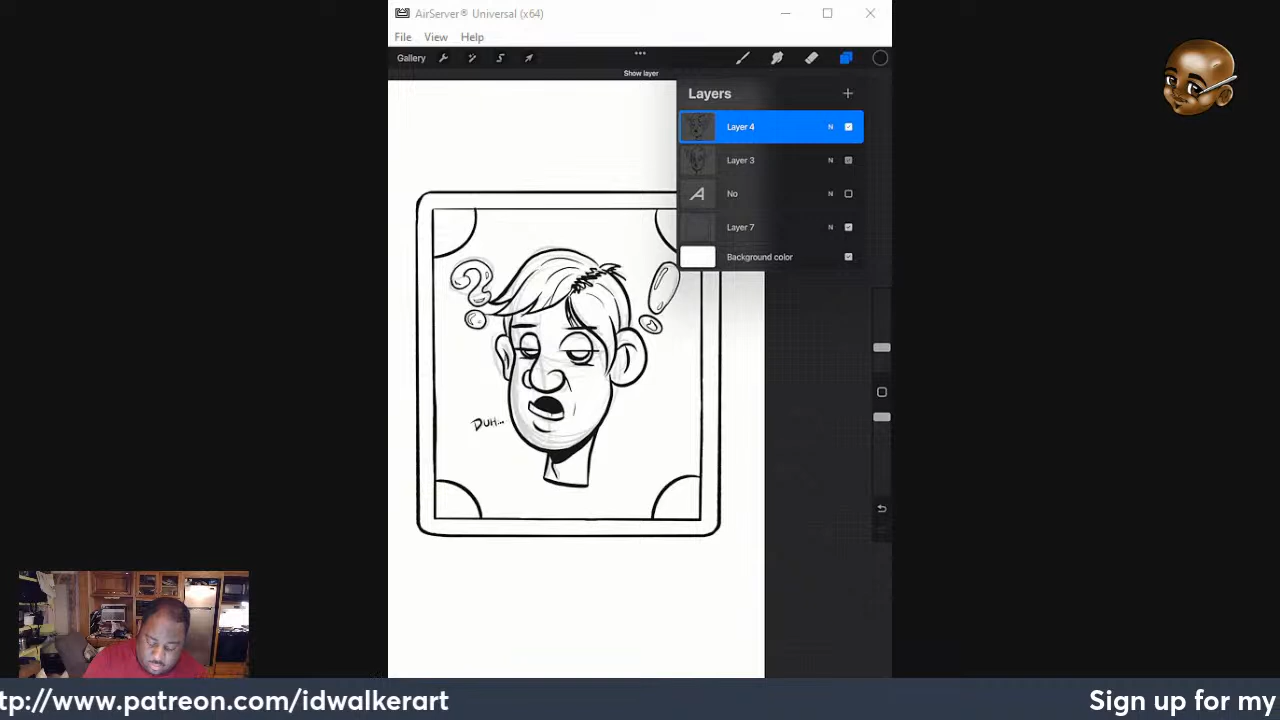 AirServer® Universal (x64)
File View Help
Gallery
Show layer
Layers
Layer 4 N
Layer 3 N
A No N
Layer 7 N
Background color
DUH...
tp://www.patreon.com/idwalkerart
Sign up for my